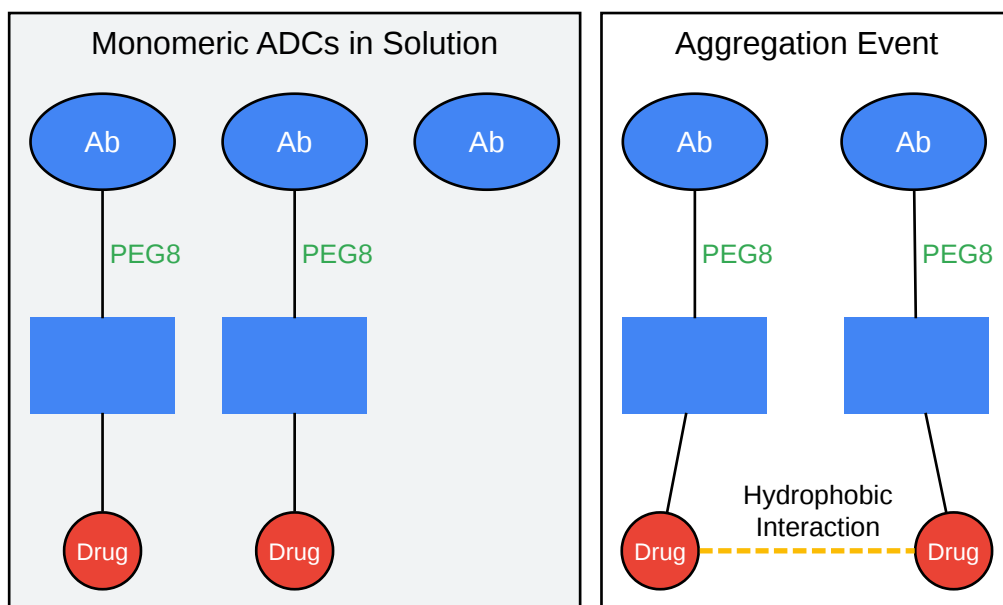 Monomeric ADCs in Solution
Ab
Ab
Ab
PEG8
PEG8
Drug
Drug
Aggregation Event
Ab
Ab
PEG8
PEG8
Hydrophobic
Interaction
Drug
Drug